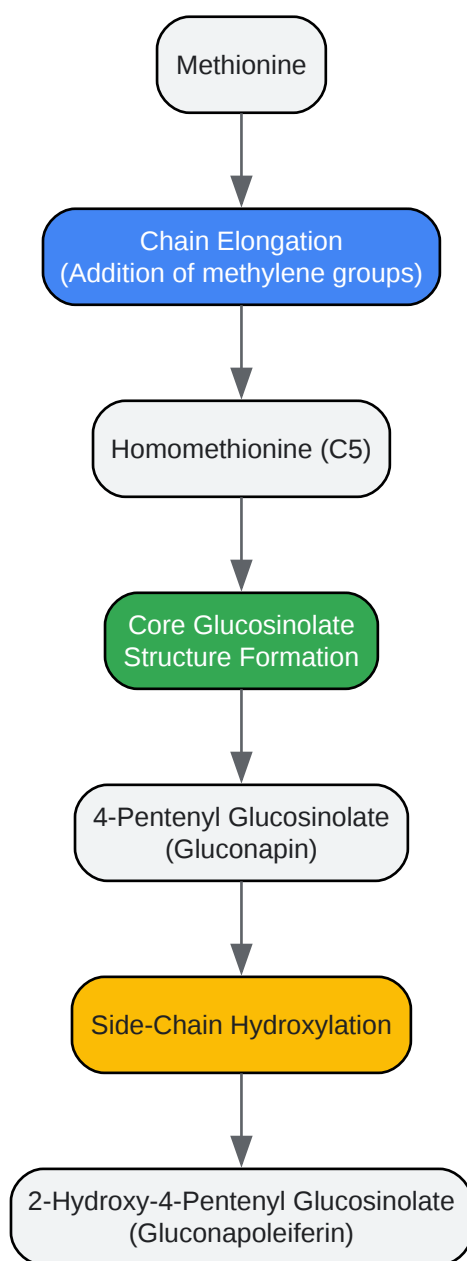 Methionine
Chain Elongation
(Addition of methylene groups)
Homomethionine (C5)
Core Glucosinolate
Structure Formation
4-Pentenyl Glucosinolate
(Gluconapin)
Side-Chain Hydroxylation
2-Hydroxy-4-Pentenyl Glucosinolate
(Gluconapoleiferin)